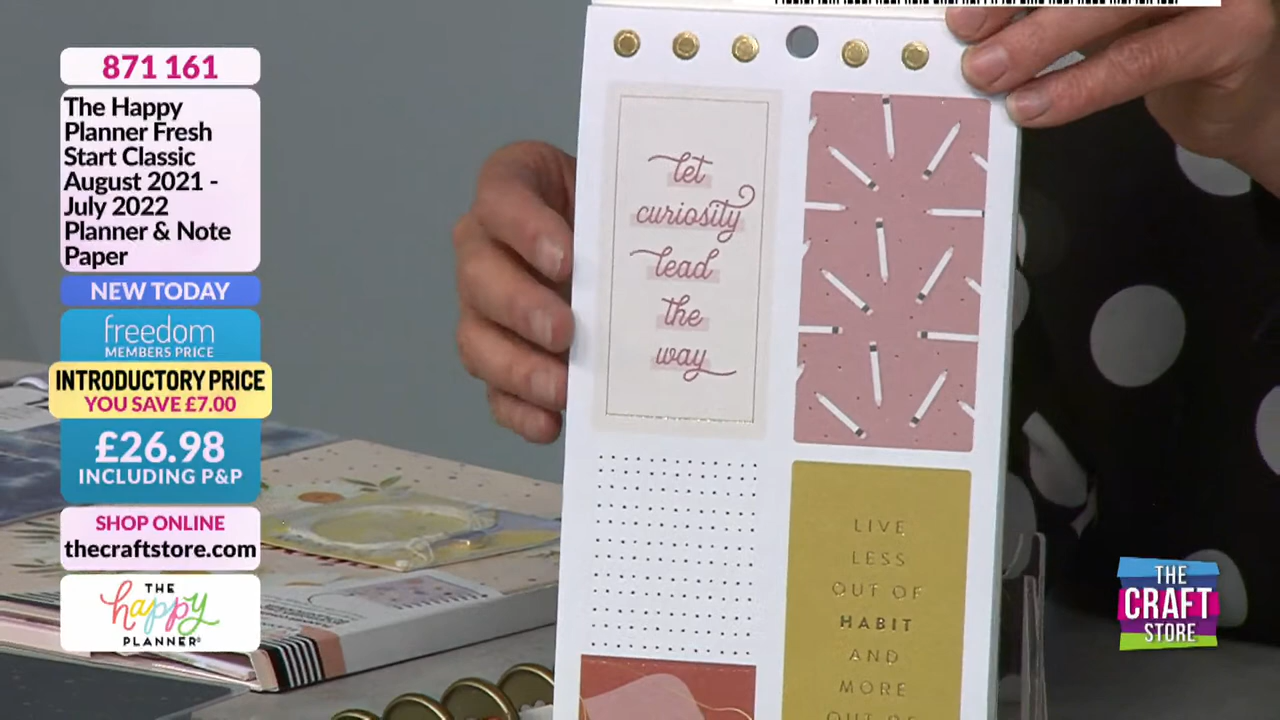 871 161
The Happy
Planner Fresh
Start Classic
August 2021 -
July 2022
Planner & Note
Paper
NEW TODAY
freedom
MEMBERS PRICE
INTRODUCTORY PRICE
YOU SAVE £7.00
£26.98
INCLUDING P&P
SHOP ONLINE
thecraftstore.com
THE
happy
PLANNER®
let
curiosity
lead
the
way
LIVE
LESS
OUT OF
HABIT
AND
MORE
OUT OF
THE
CRAFT
STORE